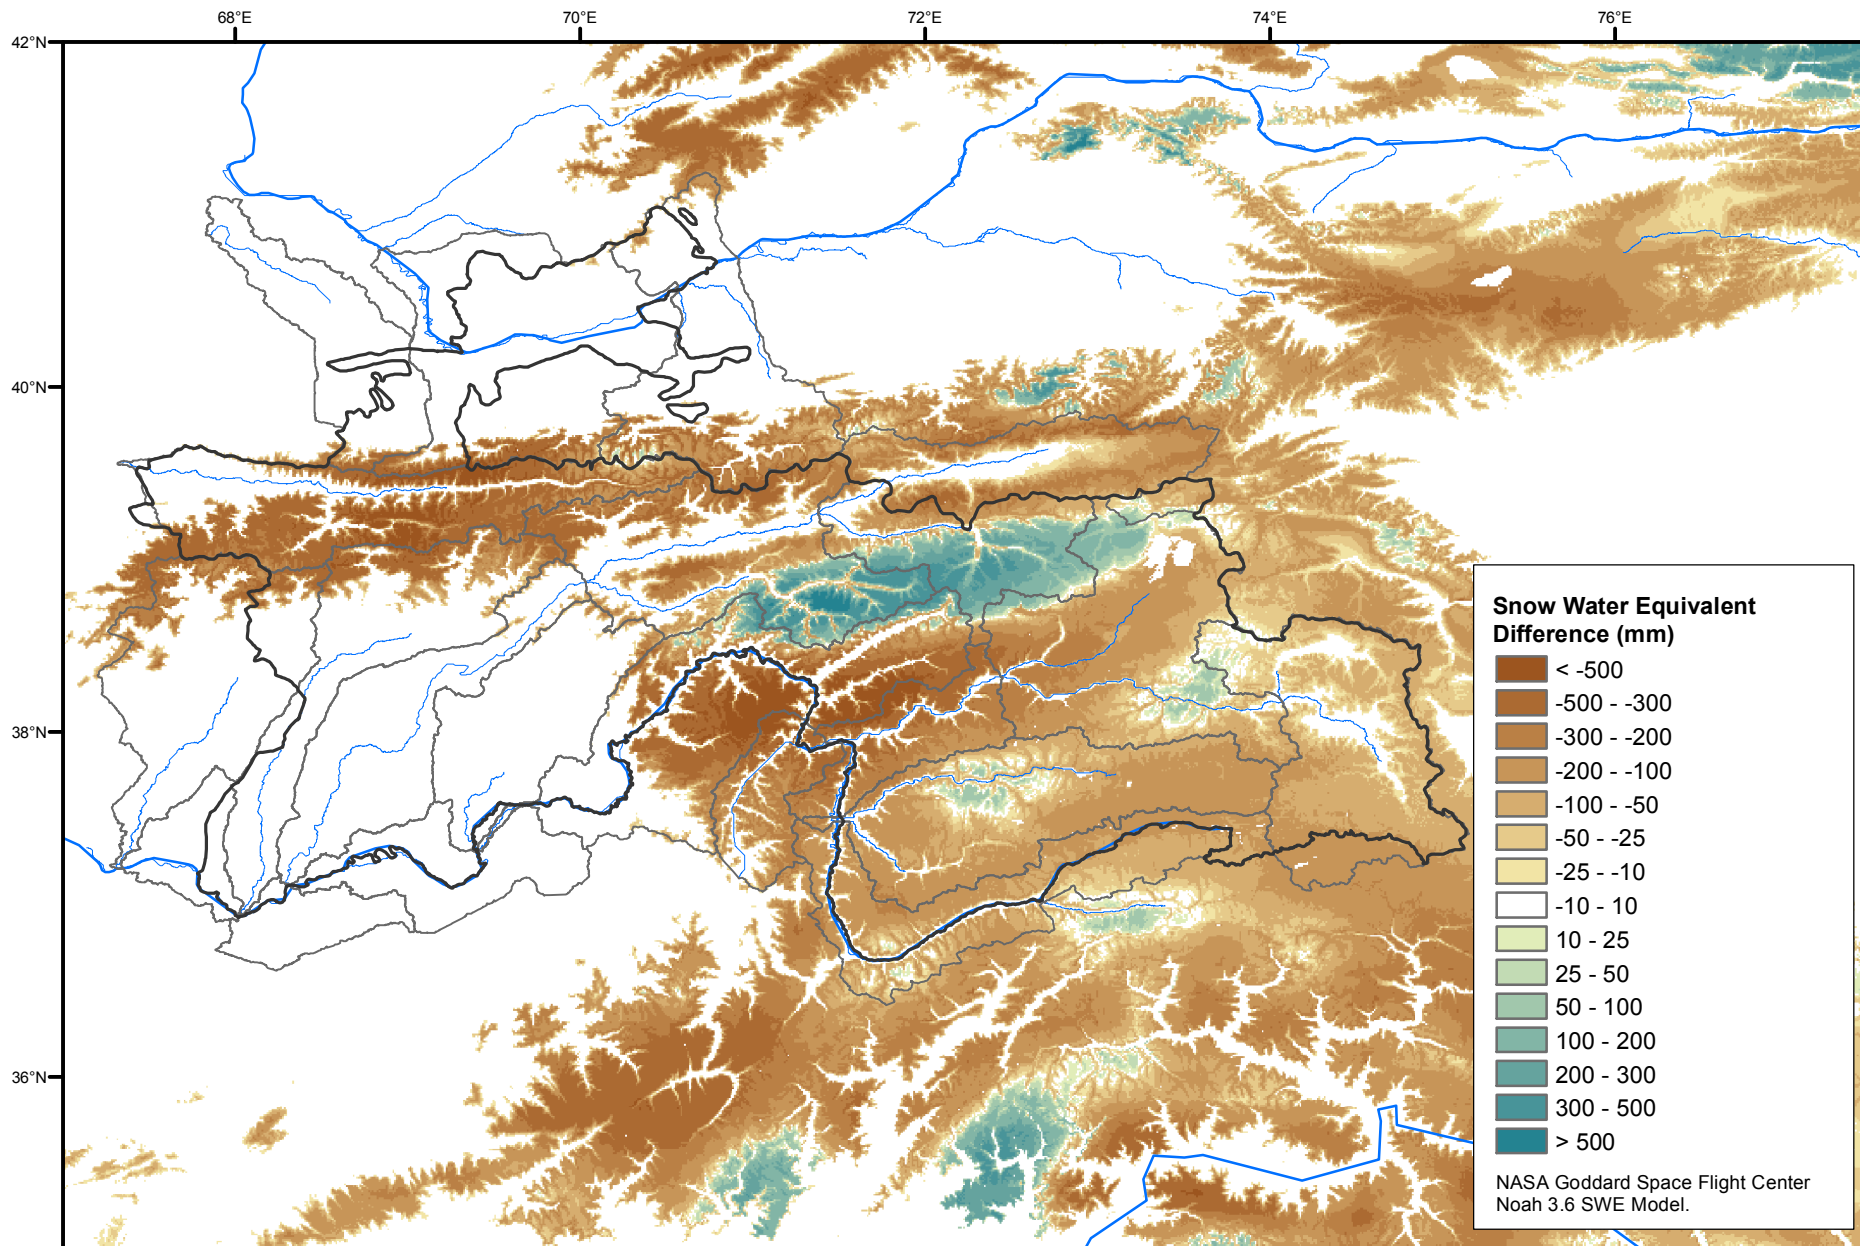 68°E 70°E 72°E 74°E 76°E
42°N
40°N
38°N
36°N
Snow Water Equivalent
Difference (mm)
< -500
-500 - -300
-300 - -200
-200 - -100
-100 - -50
-50 - -25
-25 - -10
-10 - 10
10 - 25
25 - 50
50 - 100
100 - 200
200 - 300
300 - 500
> 500
NASA Goddard Space Flight Center
Noah 3.6 SWE Model.